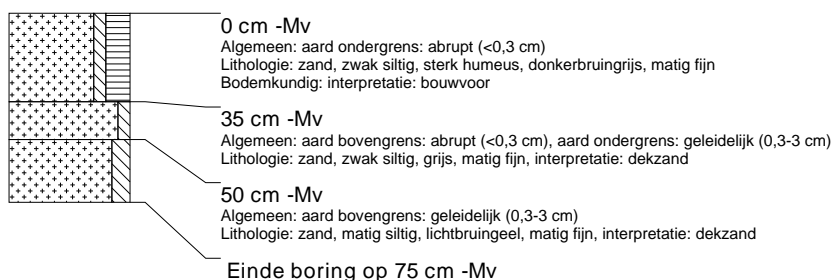 0 cm -Mv
Algemeen: aard ondergrens: abrupt (<0,3 cm)
Lithologie: zand, zwak siltig, sterk humeus, donkerbruingrijs, matig fijn
Bodemkundig: interpretatie: bouwvoor
35 cm -Mv
Algemeen: aard bovengrens: abrupt (<0,3 cm), aard ondergrens: geleidelijk (0,3-3 cm)
Lithologie: zand, zwak siltig, grijs, matig fijn, interpretatie: dekzand
50 cm -Mv
Algemeen: aard bovengrens: geleidelijk (0,3-3 cm)
Lithologie: zand, matig siltig, lichtbruingeel, matig fijn, interpretatie: dekzand
Einde boring op 75 cm -Mv